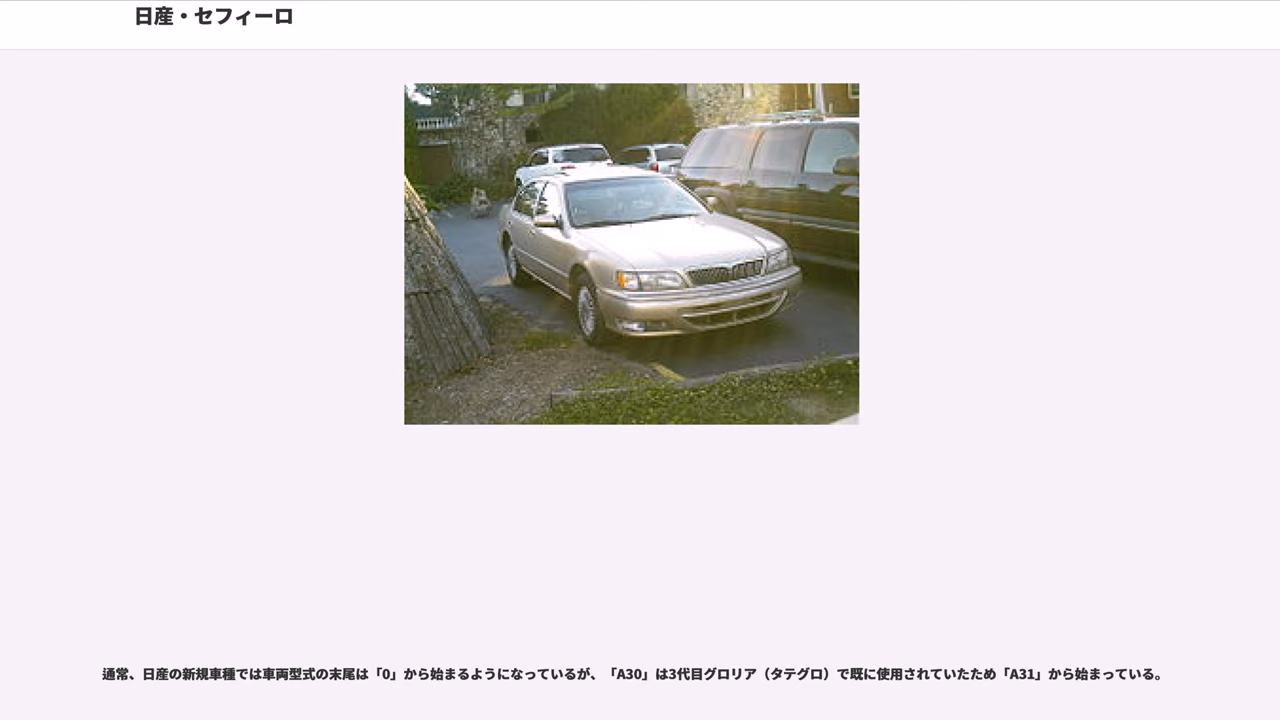 日産・セフィーロ
通常、日産の新規車種では車両型式の末尾は「0」から始まるようになっているが、「A30」は3代目グロリア（タテグロ）で既に使用されていたため「A31」から始まっている。